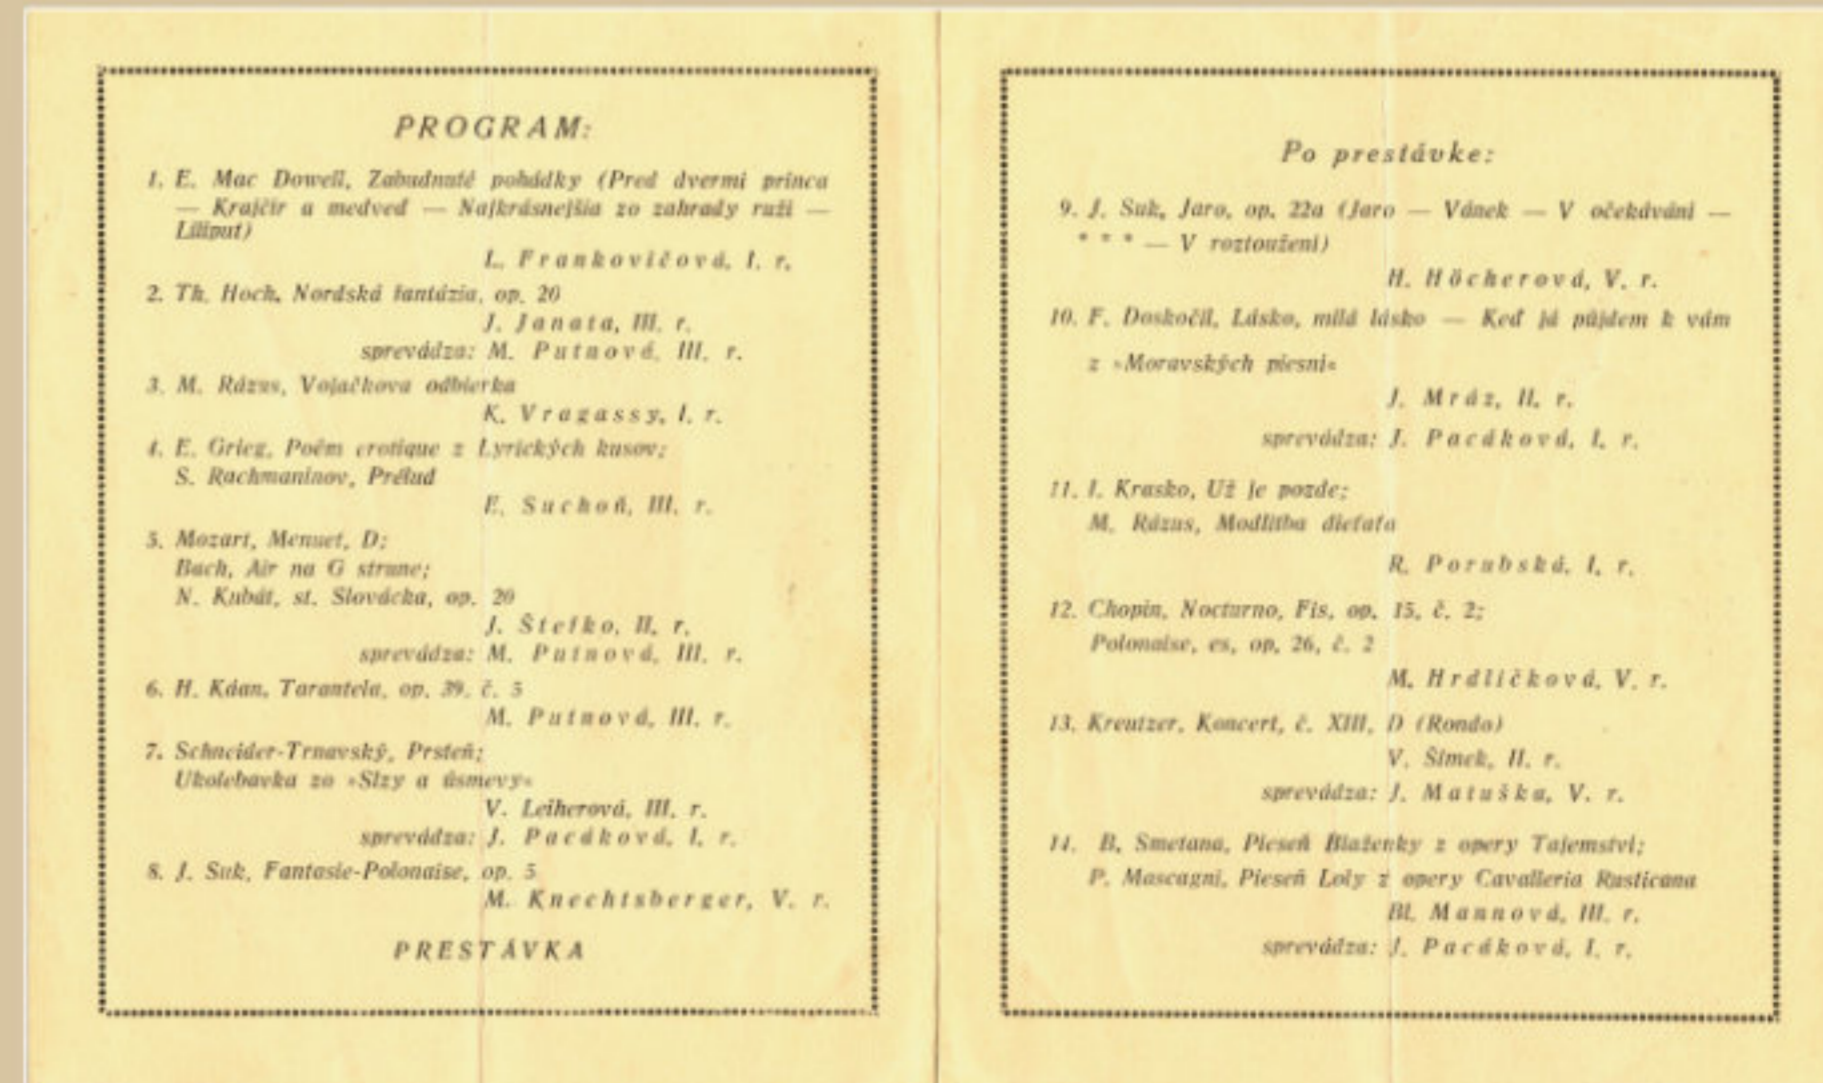 PROGRAM:
1. E. Mac Dowell, Zabudnuté pohádky (Pred dvermi princa
— Krajčír a medveď — Najkrásnejšia zo zahrady ruží —
Liliput)
L. Frankovičová, I. r.
2. Th. Hoch, Nordská fantázia, op. 20
J. Janata, III. r.
sprevádza: M. Putnová, III. r.
3. M. Rázus, Vojačkova odbierka
K. Vragassy, I. r.
4. E. Grieg, Poém erotique z Lyrických kusov;
S. Rachmaninov, Prélud
E. Suchoň, III. r.
5. Mozart, Menuet, D;
Bach, Air na G strune;
N. Kubát, st. Slovácka, op. 20
J. Štefko, II. r.
sprevádza: M. Putnová, III. r.
6. H. Káan, Tarantela, op. 39. č. 5
M. Putnová, III. r.
7. Schneider-Trnavský, Prsteň;
Ukolebavka zo »Slzy a úsmevy«
V. Leiherová, III. r.
sprevádza: J. Pacáková, I. r.
8. J. Suk, Fantasie-Polonaise, op. 5
M. Knechtsberger, V. r.
PRESTÁVKA
Po prestávke:
9. J. Suk, Jaro, op. 22a (Jaro — Vánek — V očekávání —
* * * — V roztoužení)
H. Höcherová, V. r.
10. F. Doskočil, Lásko, milá lásko — Keď já půjdem k vám
z »Moravských piesní«
J. Mráz, II. r.
sprevádza: J. Pacáková, I. r.
11. I. Krasko, Už je pozde;
M. Rázus, Modlitba dieťaťa
R. Porubská, I. r.
12. Chopin, Nocturno, Fis, op. 15, č. 2;
Polonaise, es, op. 26, č. 2
M. Hrdličková, V. r.
13. Kreutzer, Koncert, č. XIII, D (Rondo)
V. Šimek, II. r.
sprevádza: J. Matuška, V. r.
14. B. Smetana, Pieseň Blaženky z opery Tajemství;
P. Mascagni, Pieseň Loly z opery Cavalleria Rusticana
Bl. Mannová, III. r.
sprevádza: J. Pacáková, I. r.